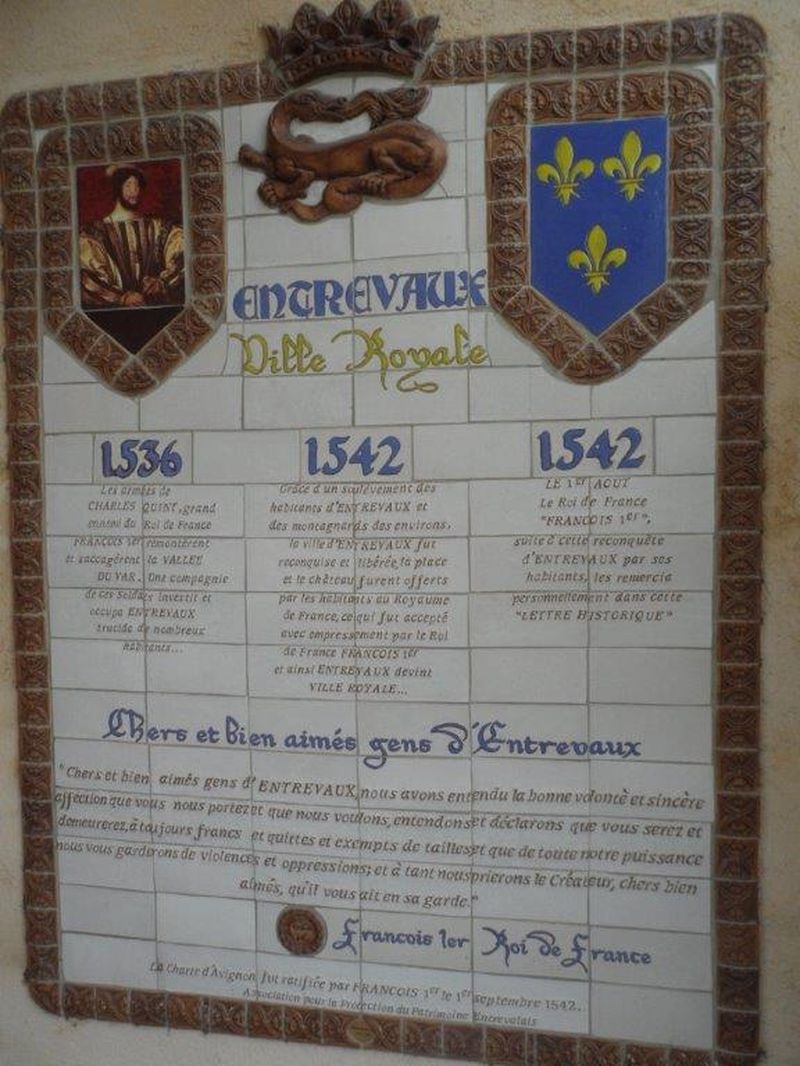 ENTREVAUX
Ville Royale
1536
Les armées de
CHARLES QUINT, grand
ennemi du Roi de France
FRANCOIS 1er remontèrent
et saccagèrent la VALLEE
DU VAR. Une compagnie
de ces Soldats investit et
occupa ENTREVAUX
trucida de nombreux
habitants...
1542
Grâce à un soulèvement des
habitants d'ENTREVAUX et
des montagnards des environs,
la ville d'ENTREVAUX fut
reconquise et libérée, la place
et le château furent offerts
par les habitants au Royaume
de France, ce qui fut accepté
avec empressement par le Roi
de France FRANCOIS 1er
et ainsi ENTREVAUX devint
VILLE ROYALE...
1542
LE 1er AOUT
Le Roi de France
"FRANCOIS 1er",
suite à cette reconquête
d'ENTREVAUX par ses
habitants, les remercia
personnellement dans cette
"LETTRE HISTORIQUE"
Chers et bien aimés gens d'Entrevaux
"Chers et bien aimés gens d'ENTREVAUX, nous avons entendu la bonne volonté et sincère
affection que vous nous portez et que nous voulons, entendons et déclarons que vous serez et
demeurerez, à toujours francs et quittes et exempts de tailles et que de toute notre puissance
nous vous garderons de violences et oppressions; et à tant nous prierons le Créateur, chers bien
aimés, qu'il vous ait en sa garde."
Francois 1er Roi de France
La Charte d'Avignon fut ratifiée par FRANCOIS 1er le 1er septembre 1542.
Association pour la Protection du Patrimoine Entrevalais